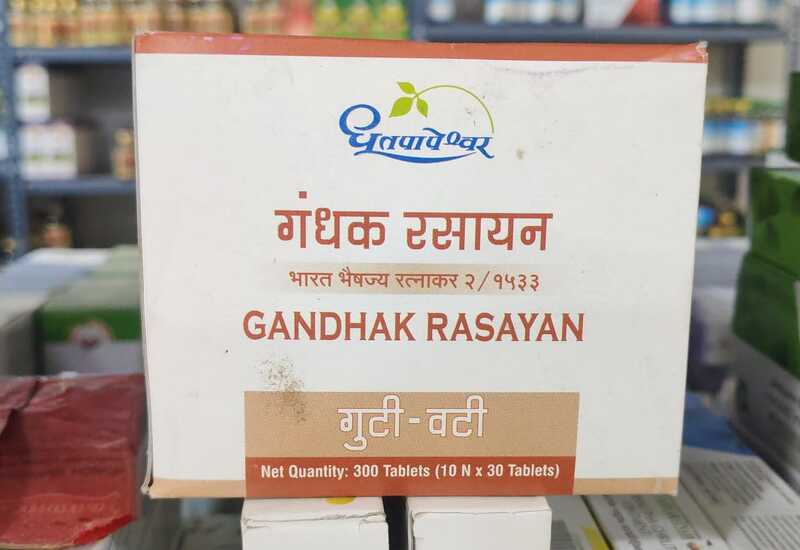 धूतपापेश्वर
गंधक रसायन
भारत भैषज्य रत्नाकर २/१५३३
GANDHAK RASAYAN
गुटी - वटी
Net Quantity: 300 Tablets (10 N x 30 Tablets)